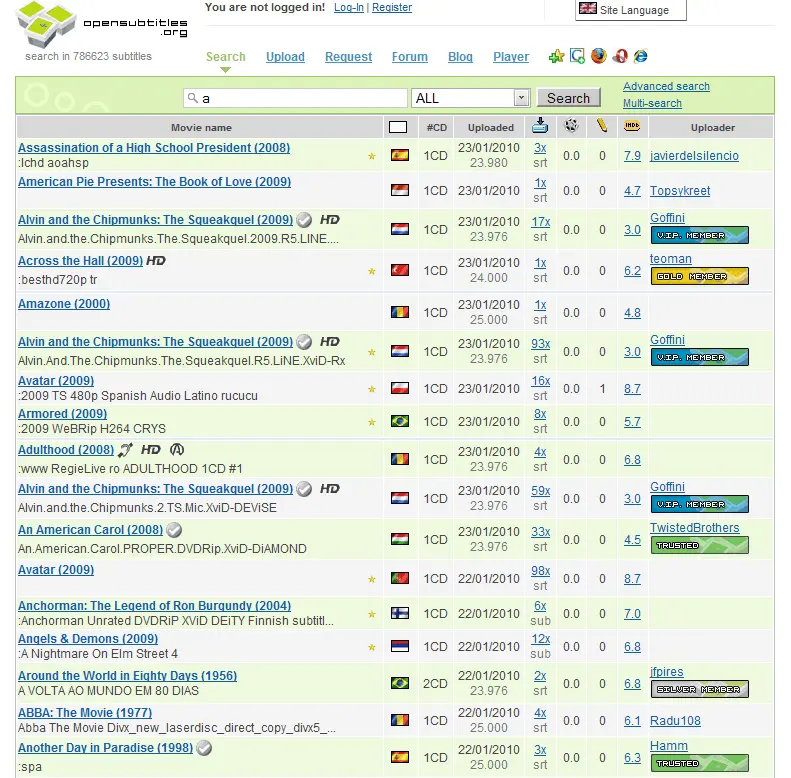 You are not logged in! Log-In | Register
Site Language
opensubtitles
.org
search in 786623 subtitles
Search Upload Request Forum Blog Player
a ALL Search
Advanced search
Multi-search
Movie name #CD Uploaded IMDb Uploader
Assassination of a High School President (2008)
:lchd aoahsp
1CD 23/01/2010 23.980 3x srt 0.0 0 7.9 javierdelsilencio
American Pie Presents: The Book of Love (2009)
1CD 23/01/2010 1x srt 0.0 0 4.7 Topsykreet
Alvin and the Chipmunks: The Squeakquel (2009) HD
Alvin.and.the.Chipmunks.The.Squeakquel.2009.R5.LiNE....
1CD 23/01/2010 23.976 17x srt 0.0 0 3.0 Goffini V.I.P. MEMBER
Across the Hall (2009) HD
:besthd720p tr
1CD 23/01/2010 24.000 1x srt 0.0 0 6.2 teoman GOLD MEMBER
Amazone (2000)
1CD 23/01/2010 25.000 1x srt 0.0 0 4.8
Alvin and the Chipmunks: The Squeakquel (2009) HD
Alvin.And.The.Chipmunks.The.Squeakquel.R5.LiNE.XviD-Rx
1CD 23/01/2010 23.976 93x srt 0.0 0 3.0 Goffini V.I.P. MEMBER
Avatar (2009)
:2009 TS 480p Spanish Audio Latino rucucu
1CD 23/01/2010 16x srt 0.0 1 8.7
Armored (2009)
:2009 WeBRip H264 CRYS
1CD 23/01/2010 8x srt 0.0 0 5.7
Adulthood (2008) HD
:www RegieLive ro ADULTHOOD 1CD #1
1CD 23/01/2010 23.976 4x srt 0.0 0 6.8
Alvin and the Chipmunks: The Squeakquel (2009) HD
Alvin.and.the.Chipmunks.2.TS.Mic.XviD-DEViSE
1CD 23/01/2010 23.976 59x srt 0.0 0 3.0 Goffini V.I.P. MEMBER
An American Carol (2008)
An.American.Carol.PROPER.DVDRip.XviD-DiAMOND
1CD 23/01/2010 23.976 33x srt 0.0 0 4.5 TwistedBrothers TRUSTED
Avatar (2009)
1CD 22/01/2010 98x srt 0.0 0 8.7
Anchorman: The Legend of Ron Burgundy (2004)
:Anchorman Unrated DVDRiP XViD DEiTY Finnish subtitl...
1CD 22/01/2010 6x sub 0.0 0 7.0
Angels & Demons (2009)
:A Nightmare On Elm Street 4
1CD 22/01/2010 12x sub 0.0 0 6.8
Around the World in Eighty Days (1956)
A VOLTA AO MUNDO EM 80 DIAS
2CD 22/01/2010 23.976 2x srt 0.0 0 6.8 jfpires SILVER MEMBER
ABBA: The Movie (1977)
Abba The Movie Divx_new_laserdisc_direct_copy_divx5_...
1CD 22/01/2010 25.000 4x srt 0.0 0 6.1 Radu108
Another Day in Paradise (1998)
:spa
1CD 22/01/2010 25.000 3x srt 0.0 0 6.3 Hamm TRUSTED